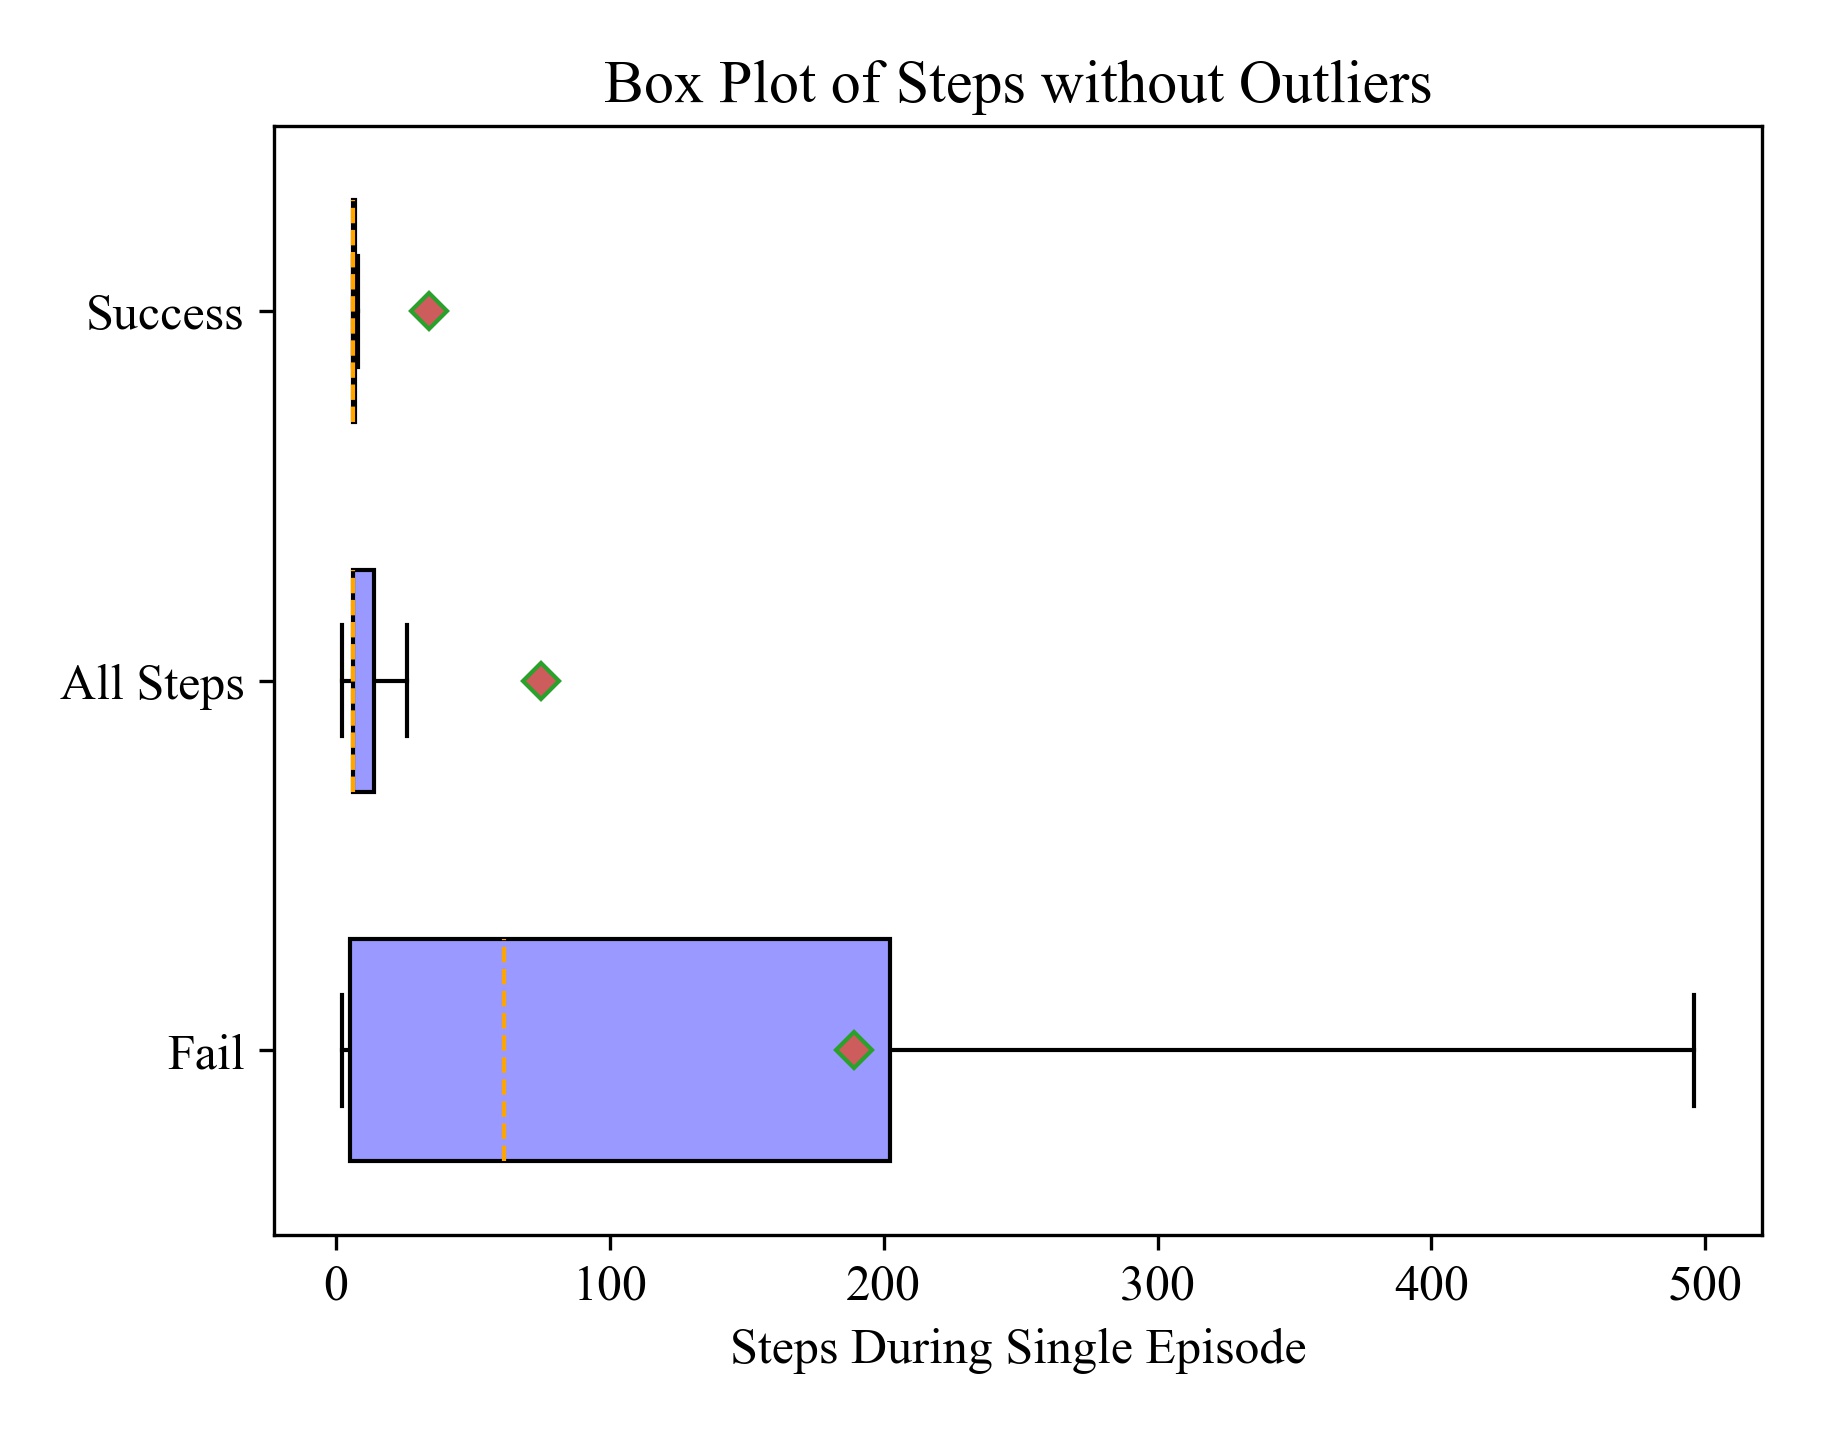 Box Plot of Steps without Outliers
Success
All Steps
Fail
0 100 200 300 400 500
Steps During Single Episode